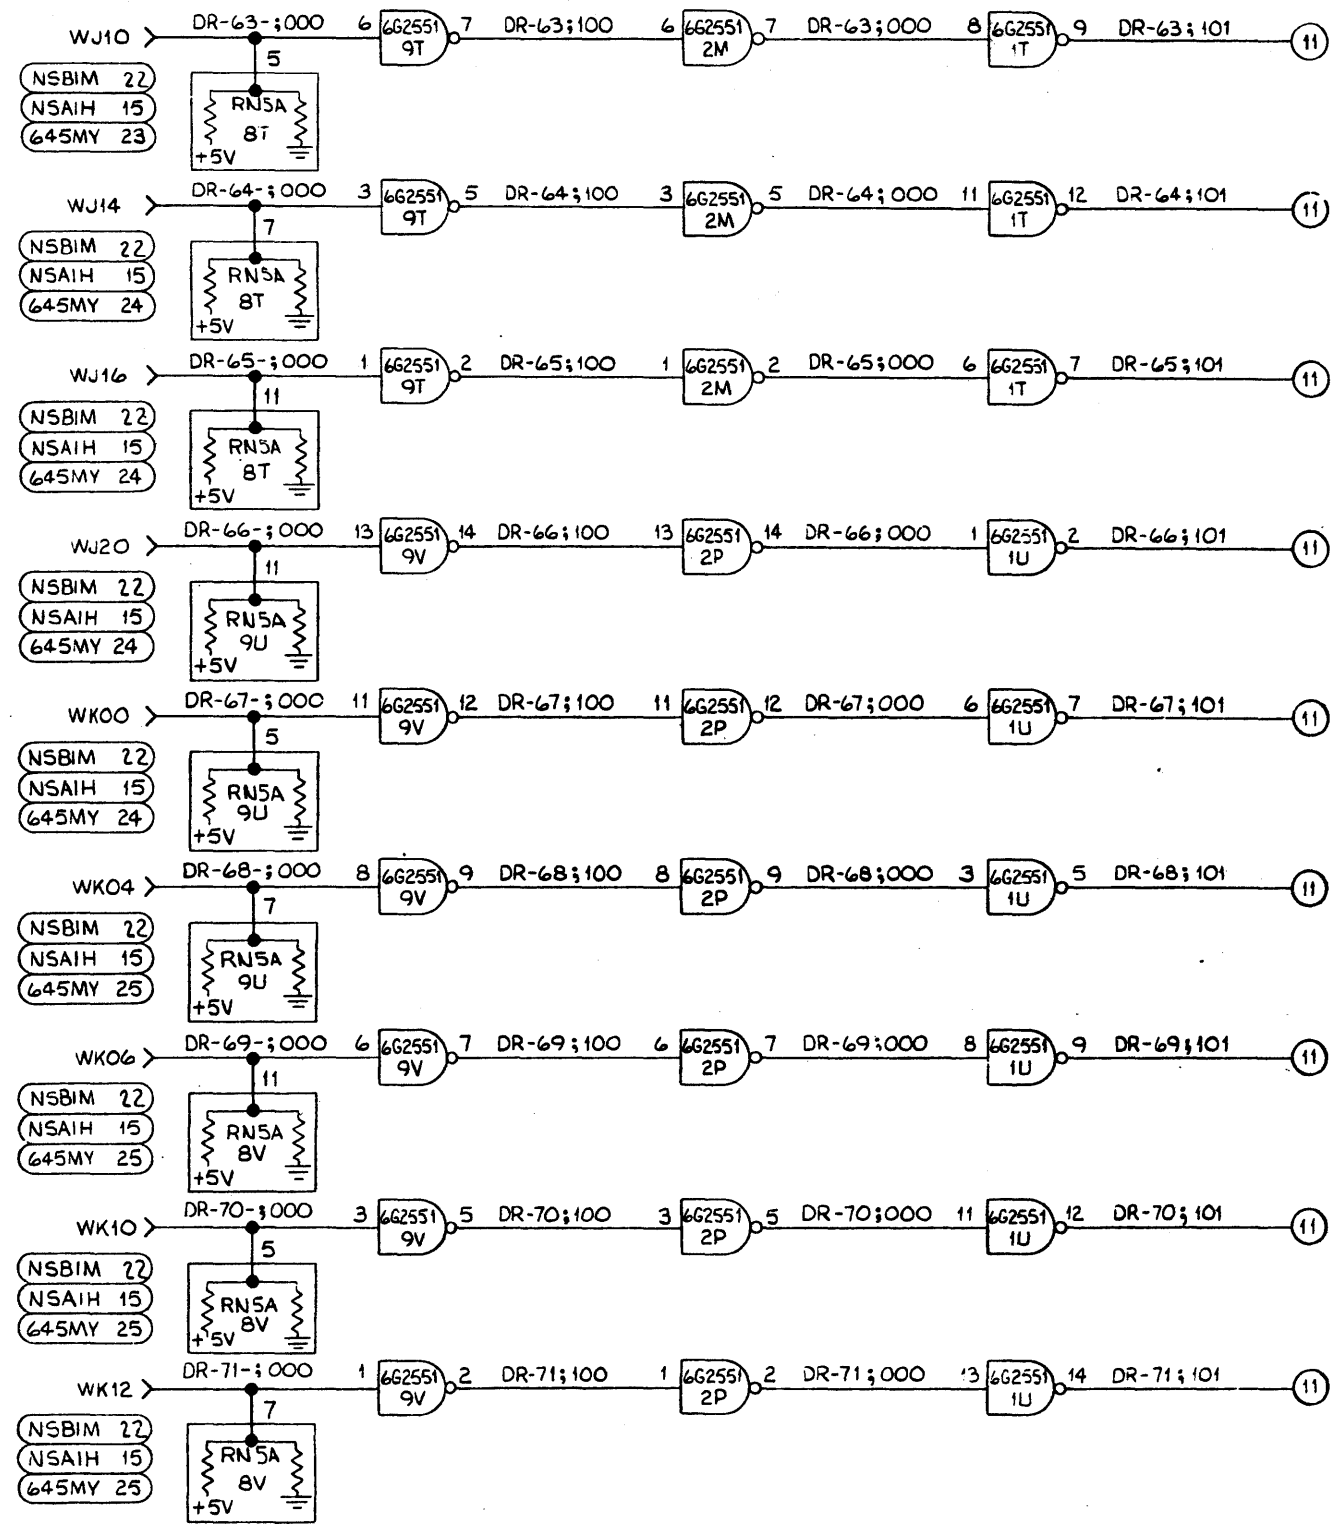 DR-63-;000 6 6G2551 7 DR-63;100 6 6G2551 7 DR-63;000 8 6G2551 9 DR-63;101
WJ10 9T 2M 1T 11
5
NSBIM 22
NSAIH 15 RN5A
645MY 23 8T
+5V
DR-64-;000 3 6G2551 5 DR-64;100 3 6G2551 5 DR-64;000 11 6G2551 12 DR-64;101
WJ14 9T 2M 1T 11
7
NSBIM 22
NSAIH 15 RN5A
645MY 24 8T
+5V
DR-65-;000 1 6G2551 2 DR-65;100 1 6G2551 2 DR-65;000 6 6G2551 7 DR-65;101
WJ16 9T 2M 1T 11
11
NSBIM 22
NSAIH 15 RN5A
645MY 24 8T
+5V
DR-66-;000 13 6G2551 14 DR-66;100 13 6G2551 14 DR-66;000 1 6G2551 2 DR-66;101
WJ20 9V 2P 1U 11
11
NSBIM 22
NSAIH 15 RN5A
645MY 24 9U
+5V
DR-67-;000 11 6G2551 12 DR-67;100 11 6G2551 12 DR-67;000 6 6G2551 7 DR-67;101
WK00 9V 2P 1U 11
5
NSBIM 22
NSAIH 15 RN5A
645MY 24 9U
+5V
DR-68-;000 8 6G2551 9 DR-68;100 8 6G2551 9 DR-68;000 3 6G2551 5 DR-68;101
WK04 9V 2P 1U 11
7
NSBIM 22
NSAIH 15 RN5A
645MY 25 9U
+5V
DR-69-;000 6 6G2551 7 DR-69;100 6 6G2551 7 DR-69;000 8 6G2551 9 DR-69;101
WK06 9V 2P 1U 11
11
NSBIM 22
NSAIH 15 RN5A
645MY 25 8V
+5V
DR-70-;000 3 6G2551 5 DR-70;100 3 6G2551 5 DR-70;000 11 6G2551 12 DR-70;101
WK10 9V 2P 1U 11
5
NSBIM 22
NSAIH 15 RN5A
645MY 25 8V
+5V
DR-71-;000 1 6G2551 2 DR-71;100 1 6G2551 2 DR-71;000 13 6G2551 14 DR-71;101
WK12 9V 2P 1U 11
7
NSBIM 22
NSAIH 15 RN5A
645MY 25 8V
+5V